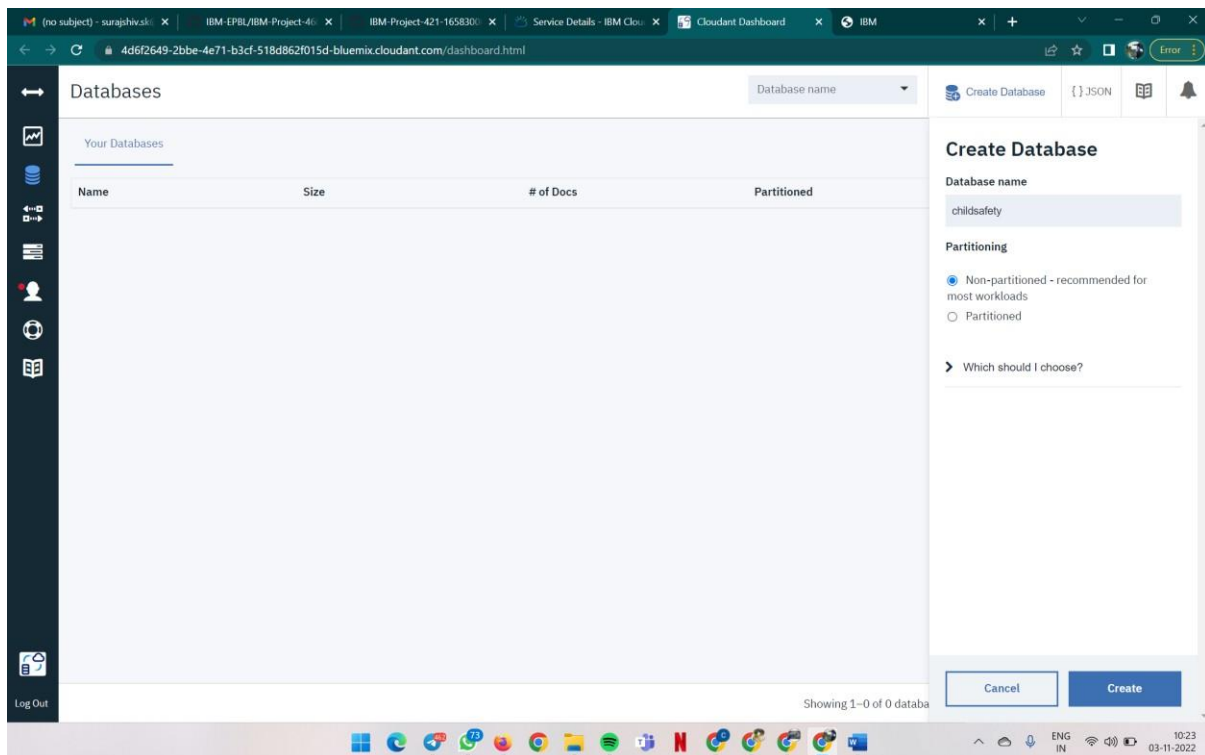 (no subject) - surajshiv.sk
IBM-EPBL/IBM-Project-46
IBM-Project-421-1658300
Service Details - IBM Clou
Cloudant Dashboard
IBM
4d6f2649-2bbe-4e71-b3cf-518d862f015d-bluemix.cloudant.com/dashboard.html
Error
Databases
Database name
Create Database
{ } JSON
Your Databases
Name Size # of Docs Partitioned
Create Database
Database name
childsafety
Partitioning
Non-partitioned - recommended for
most workloads
Partitioned
Which should I choose?
Cancel
Create
Log Out
Showing 1–0 of 0 databa
73
ENG
IN
10:23
03-11-2022